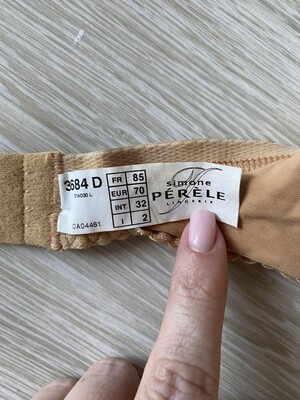 3684 D
CA04461
FR 85
EUR 70
INT 32
I 2
simone
PÉRÈLE
LINGERIE